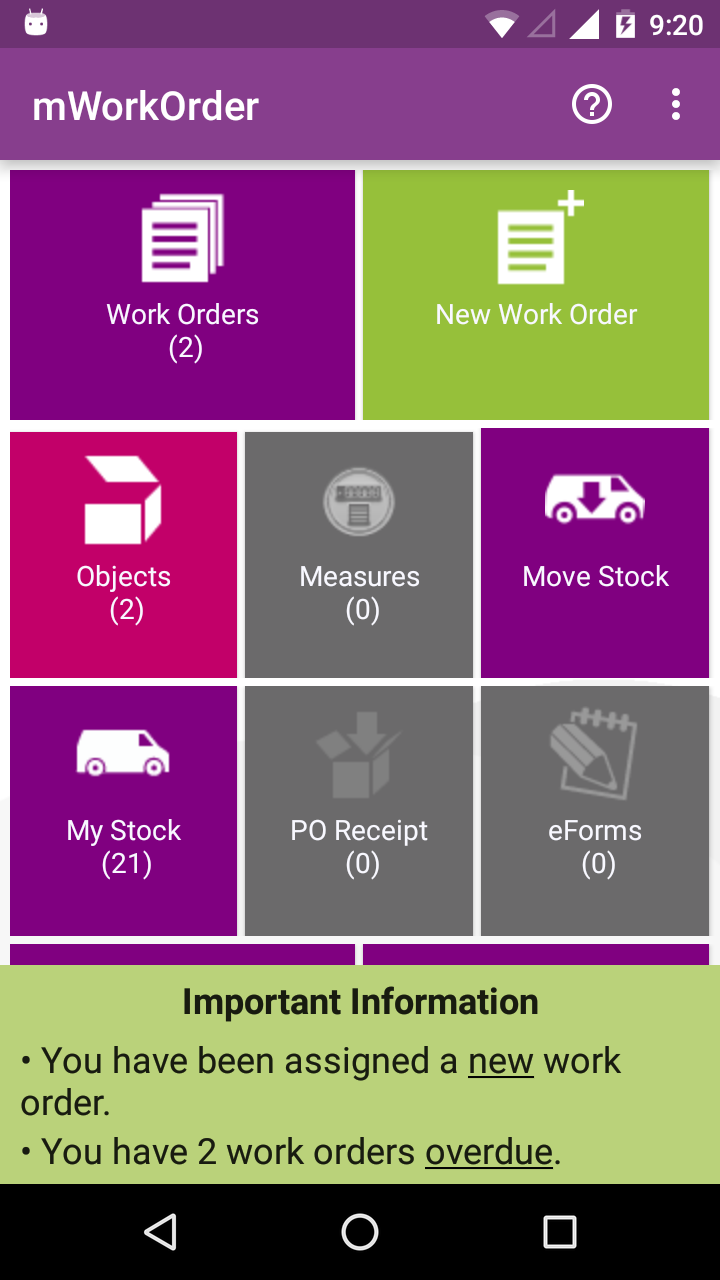 9:20
mWorkOrder
Work Orders
(2)
New Work Order
Objects
(2)
Measures
(0)
Move Stock
My Stock
(21)
PO Receipt
(0)
eForms
(0)
Important Information
• You have been assigned a new work
order.
• You have 2 work orders overdue.